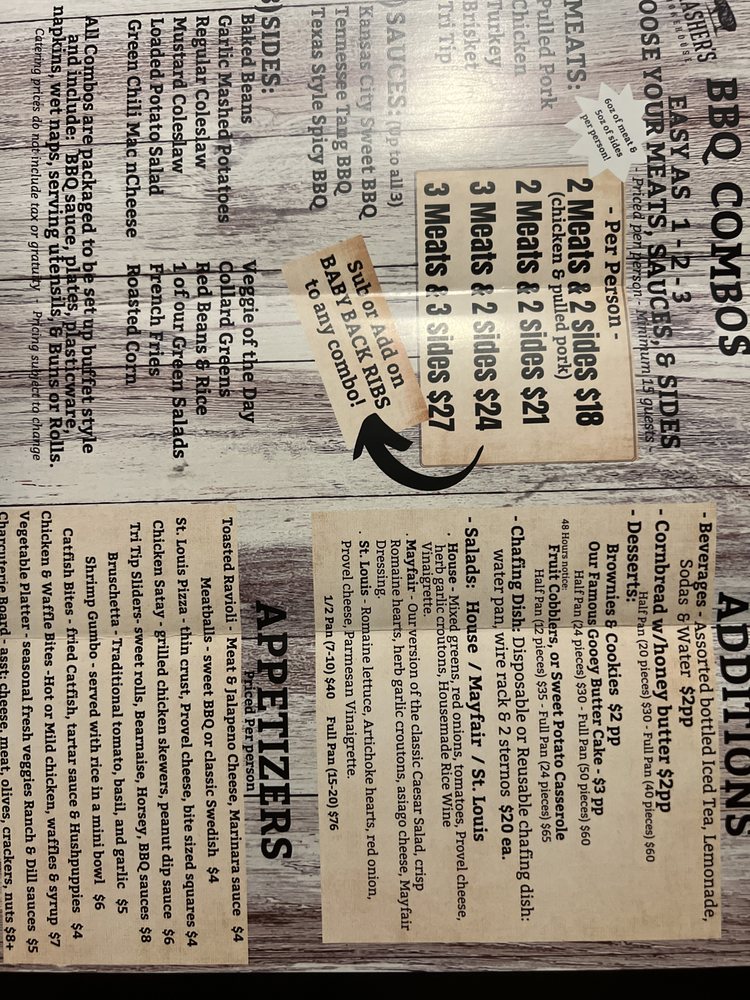 ASHER'S
BBQ COMBOS
EASY AS 1 - 2 - 3
OOSE YOUR MEATS, SAUCES, & SIDES
- Priced per person - Minimum 15 guests -
6oz of meat &
5oz of sides
per person!
MEATS:
Pulled Pork
Chicken
Turkey
Brisket
Tri Tip
- Per Person -
2 Meats & 2 sides $18
(chicken & pulled pork)
2 Meats & 2 sides $21
3 Meats & 2 sides $24
3 Meats & 3 sides $27
) SAUCES: (Up to all 3)
Kansas City Sweet BBQ
Tennessee Tang BBQ
Texas Style Spicy BBQ
Sub or Add on
BABY BACK RIBS
to any combo!
) SIDES:
Baked Beans
Garlic Mashed Potatoes
Regular Coleslaw
Mustard Coleslaw
Loaded Potato Salad
Green Chili Mac nCheese
Veggie of the Day
Collard Greens
Red Beans & Rice
1 of our Green Salads
French Fries
Roasted Corn
All Combos are packaged to be set up buffet style
and include: BBQ sauce, plates, plasticware,
napkins, wet naps, serving utensils, & Buns or Rolls.
Catering prices do not include tax or gratuity Pricing subject to change
ADDITIONS
- Beverages - Assorted bottled Iced Tea, Lemonade,
Sodas & Water $2pp
- Cornbread w/honey butter $2pp
Half Pan (20 pieces) $30 - Full Pan (40 pieces) $60
- Desserts:
Brownies & Cookies $2 pp
Our Famous Gooey Butter Cake - $3 pp
Half Pan (24 pieces) $30 - Full Pan (50 pieces) $60
48 Hours notice:
Fruit Cobblers, or Sweet Potato Casserole
Half Pan (12 pieces) $35 - Full Pan (24 pieces) $65
- Chafing Dish: Disposable or Reusable chafing dish:
water pan, wire rack & 2 sternos $20 ea.
- Salads: House / Mayfair / St. Louis
. House - Mixed greens, red onions, tomatoes, Provel cheese,
herb garlic croutons, Housemade Rice Wine
Vinaigrette.
. Mayfair - Our version of the classic Caesar Salad, crisp
Romaine hearts, herb garlic croutons, asiago cheese, Mayfair
Dressing.
. St. Louis - Romaine lettuce, Artichoke hearts, red onion,
Provel cheese, Parmesan Vinaigrette.
1/2 Pan (7-10) $40 Full Pan (15-20) $76
APPETIZERS
Priced Per person
Toasted Ravioli - Meat & Jalapeno Cheese, Marinara sauce $4
Meatballs - sweet BBQ or classic Swedish $4
St. Louis Pizza - thin crust, Provel cheese, bite sized squares $4
Chicken Satay - grilled chicken skewers, peanut dip sauce $6
Tri Tip Sliders- sweet rolls, Bearnaise, Horsey, BBQ sauces $8
Bruschetta - Traditional tomato, basil, and garlic $5
Shrimp Gumbo - served with rice in a mini bowl $6
Catfish Bites - fried Catfish, tartar sauce & Hushpuppies $4
Chicken & Waffle Bites -Hot or Mild chicken, waffles & syrup $7
Vegetable Platter - seasonal fresh veggies Ranch & Dill sauces $5
Charcuterie Board - asst: cheese, meat, olives, crackers, nuts $8+